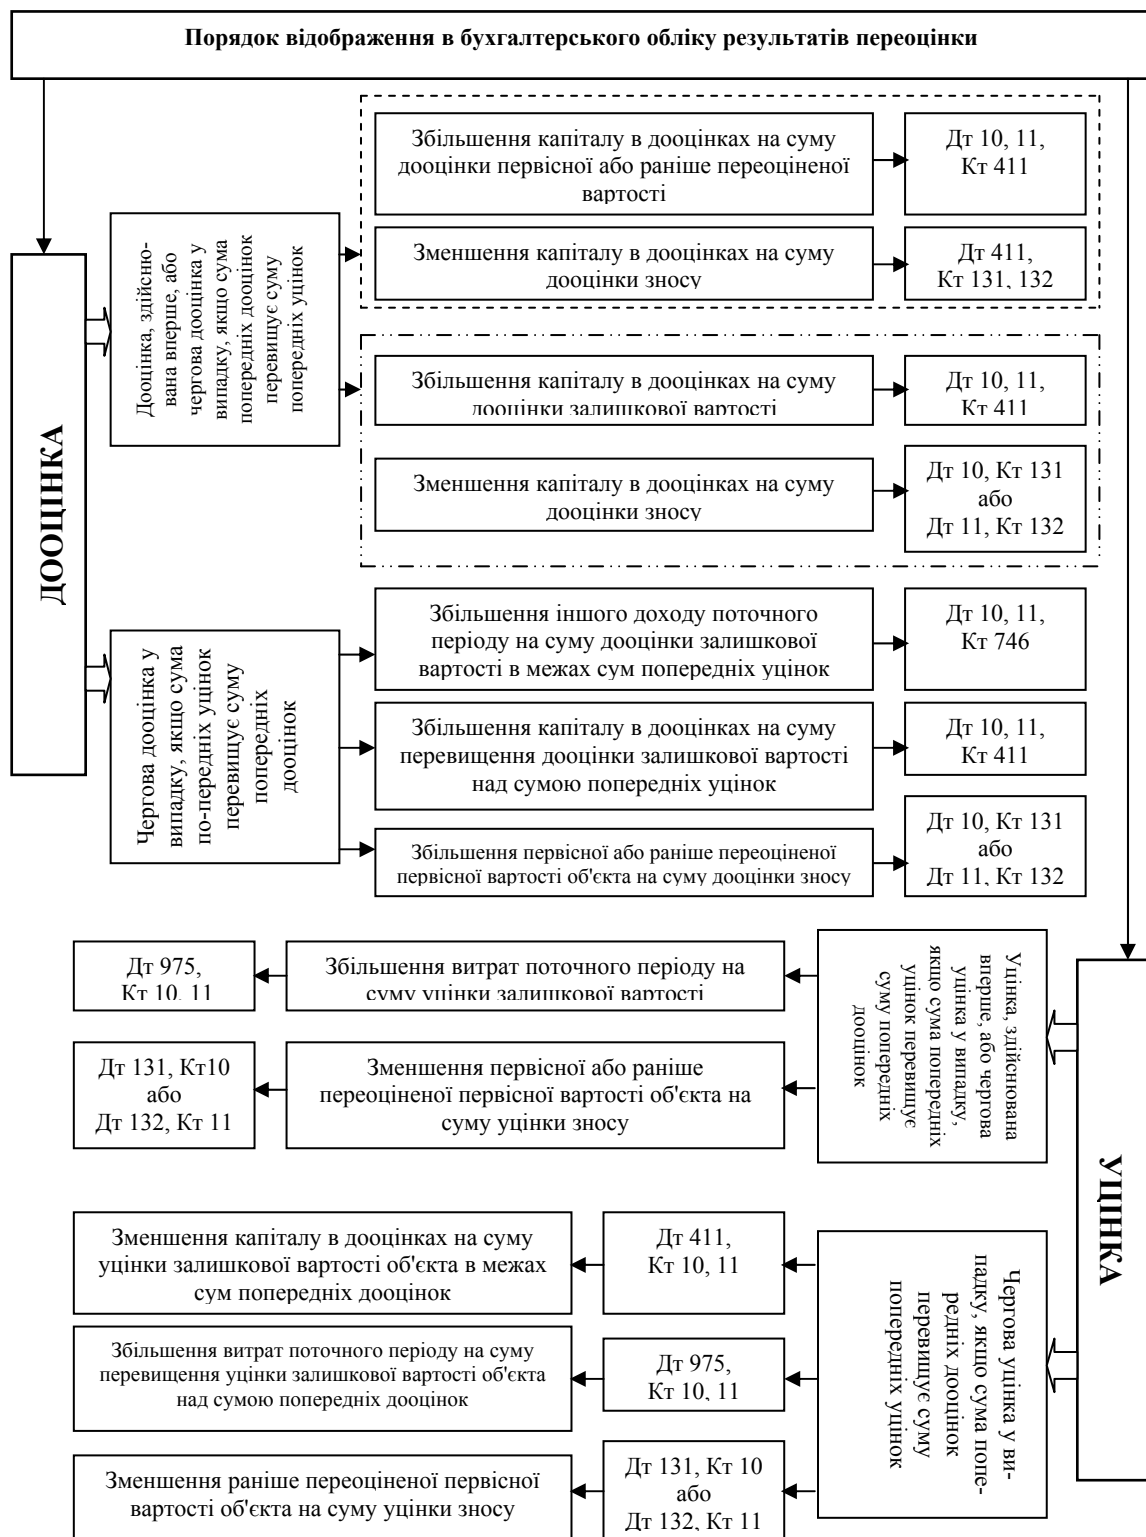 Порядок відображення в бухгалтерського обліку результатів переоцінки
ДООЦІНКА
Дооцінка, здійсню-
вана вперше, або
чергова дооцінка у
випадку, якщо сума
попередніх дооцінок
перевищує суму
попередніх уцінок
Збільшення капіталу в дооцінках на суму
дооцінки первісної або раніше переоціненої
вартості
Дт 10, 11,
Кт 411
Зменшення капіталу в дооцінках на суму
дооцінки зносу
Дт 411,
Кт 131, 132
Збільшення капіталу в дооцінках на суму
дооцінки залишкової вартості
Дт 10, 11,
Кт 411
Зменшення капіталу в дооцінках на суму
дооцінки зносу
Дт 10, Кт 131
або
Дт 11, Кт 132
Чергова дооцінка у
випадку, якщо сума
по-передніх уцінок
перевищує суму
попередніх
дооцінок
Збільшення іншого доходу поточного
періоду на суму дооцінки залишкової
вартості в межах сум попередніх уцінок
Дт 10, 11,
Кт 746
Збільшення капіталу в дооцінках на суму
перевищення дооцінки залишкової вартості
над сумою попередніх уцінок
Дт 10, 11,
Кт 411
Збільшення первісної або раніше переоціненої
первісної вартості об'єкта на суму дооцінки зносу
Дт 10, Кт 131
або
Дт 11, Кт 132
УЦІНКА
Уцінка, здійснювана
вперше, або чергова
уцінка у випадку,
якщо сума попередніх
уцінок перевищує
суму попередніх
дооцінок
Збільшення витрат поточного періоду на
суму уцінки залишкової вартості
Дт 975,
Кт 10, 11
Зменшення первісної або раніше
переоціненої первісної вартості об'єкта на
суму уцінки зносу
Дт 131, Кт10
або
Дт 132, Кт 11
Чергова уцінка у ви-
падку, якщо сума попе-
редніх дооцінок
перевищує суму
попередніх уцінок
Дт 411,
Кт 10, 11
Зменшення капіталу в дооцінках на суму
уцінки залишкової вартості об'єкта в межах
сум попередніх дооцінок
Дт 975,
Кт 10, 11
Збільшення витрат поточного періоду на суму
перевищення уцінки залишкової вартості об'єкта
над сумою попередніх дооцінок
Дт 131, Кт 10
або
Дт 132, Кт 11
Зменшення раніше переоціненої первісної
вартості об'єкта на суму уцінки зносу